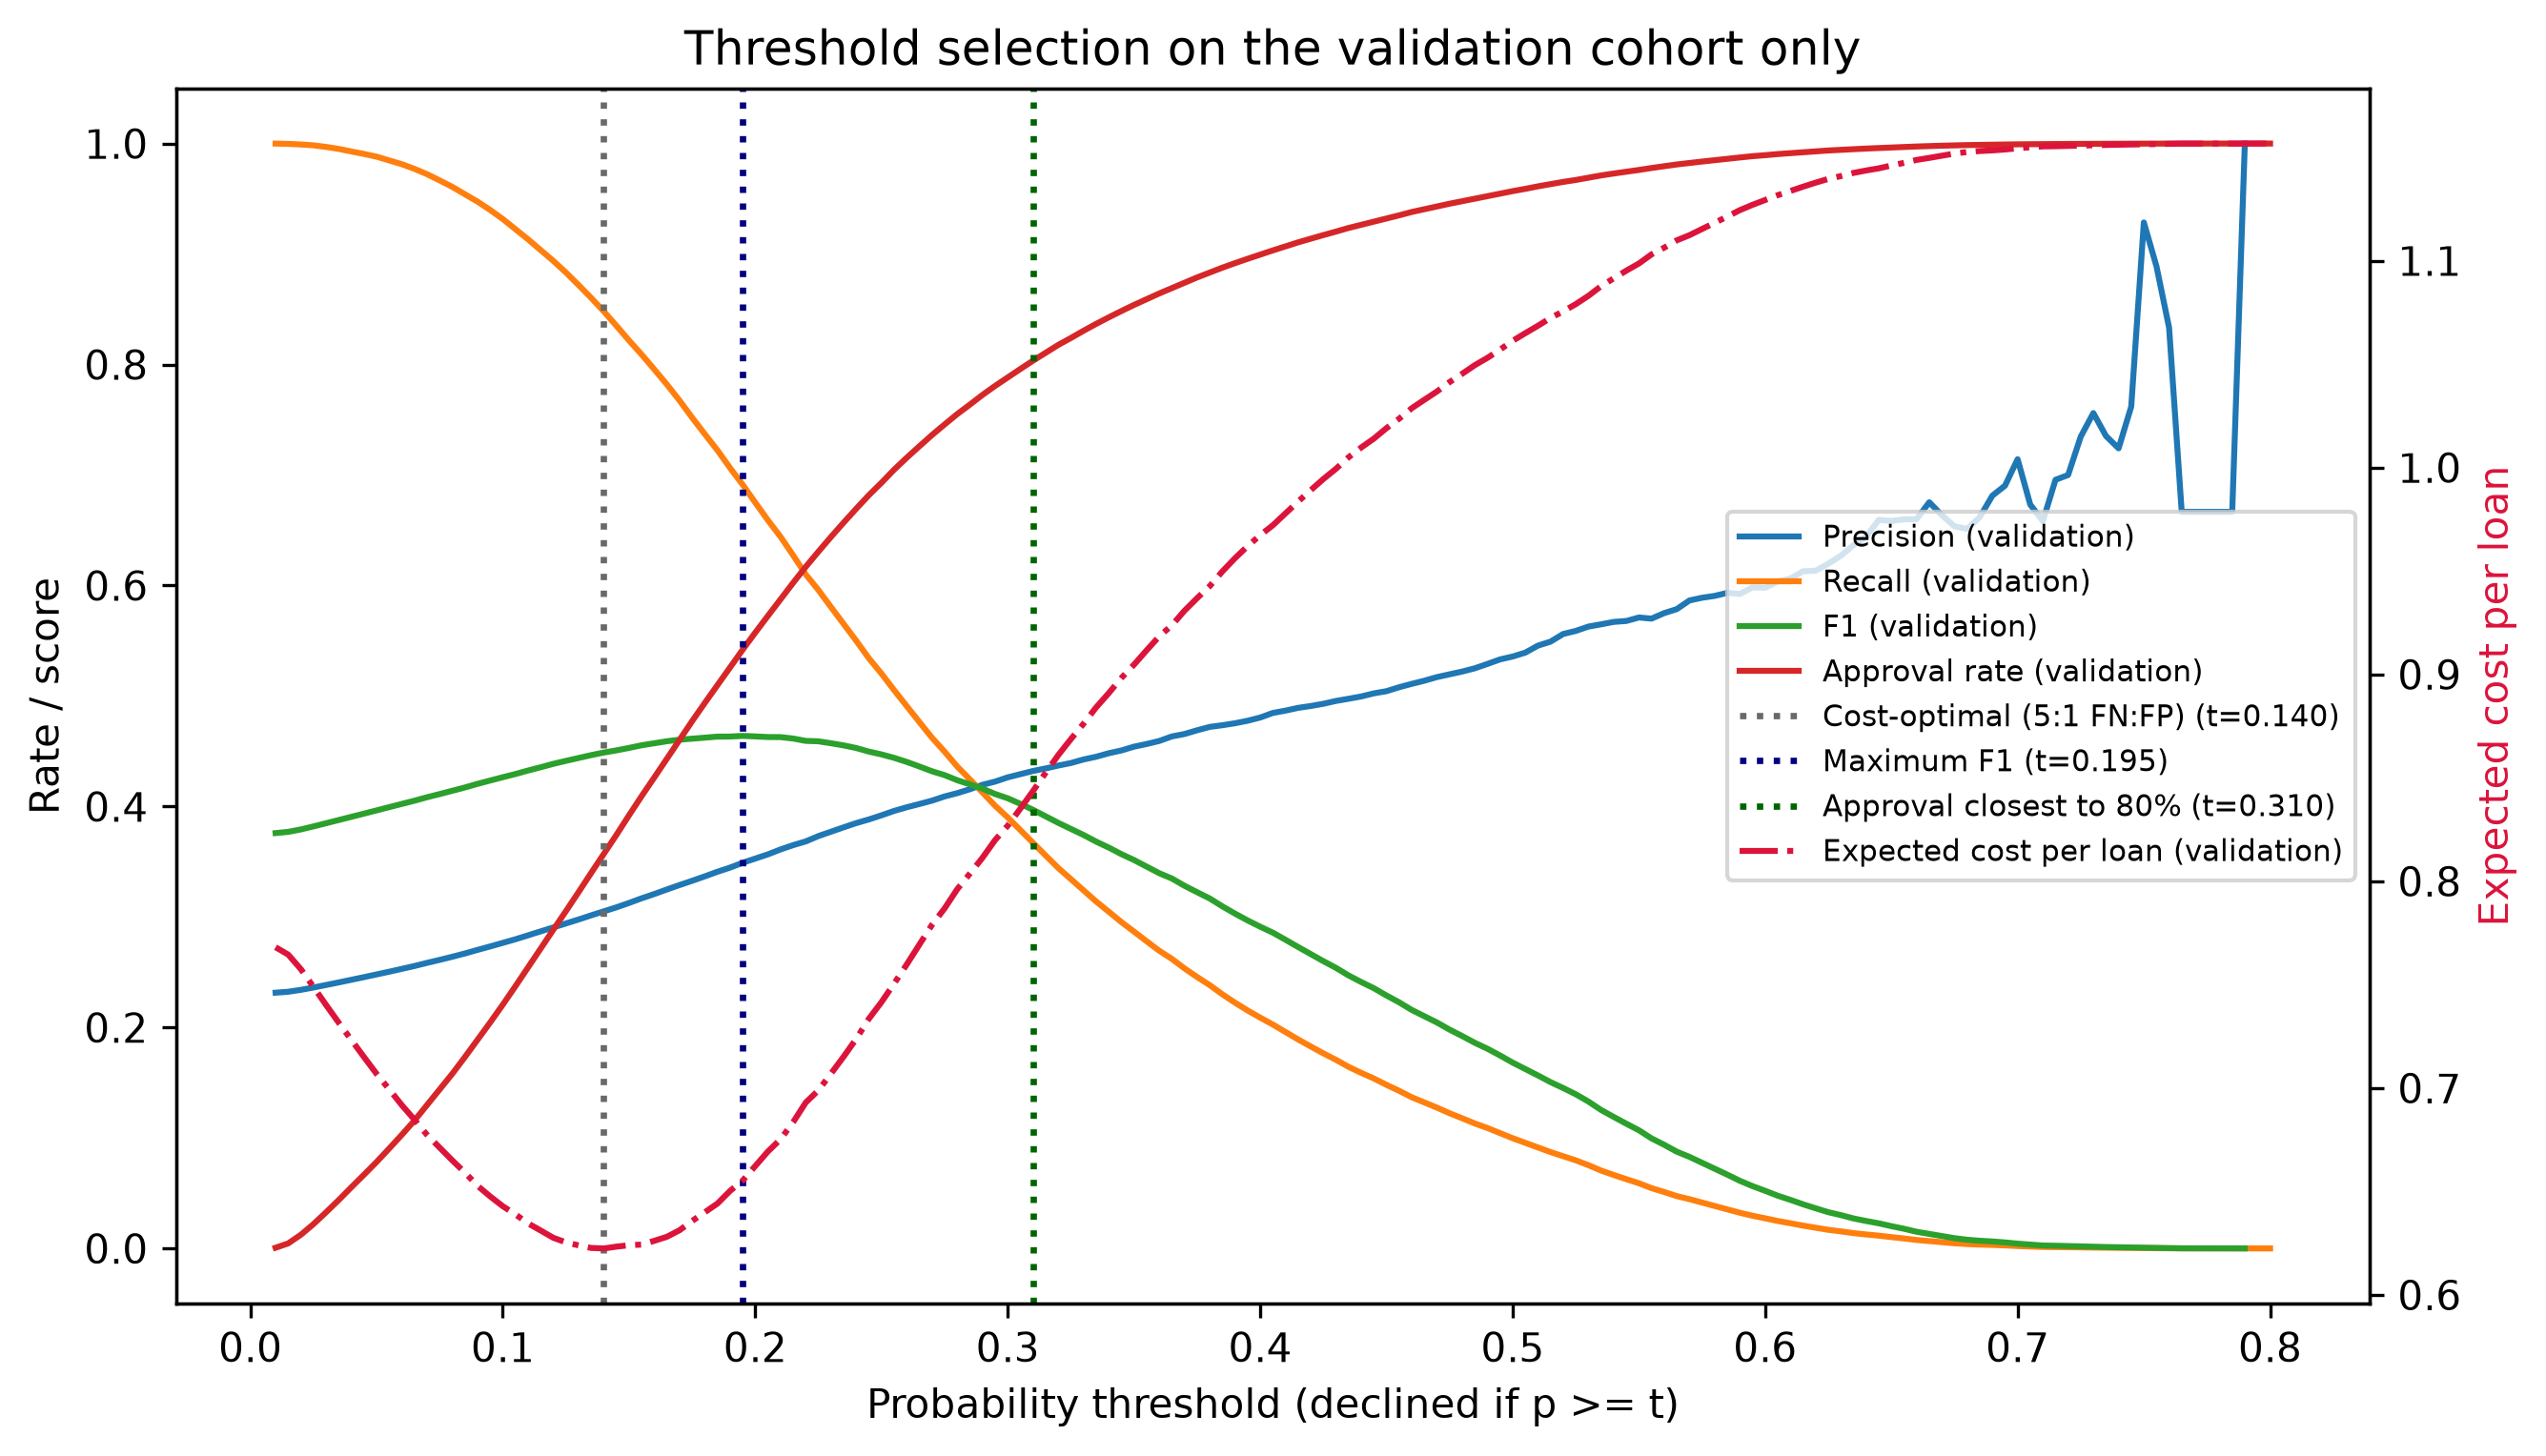 Threshold selection on the validation cohort only
Rate / score
1.0
0.8
0.6
0.4
0.2
0.0
Expected cost per loan
1.1
1.0
0.9
0.8
0.7
0.6
Precision (validation)
Recall (validation)
F1 (validation)
Approval rate (validation)
Cost-optimal (5:1 FN:FP) (t=0.140)
Maximum F1 (t=0.195)
Approval closest to 80% (t=0.310)
Expected cost per loan (validation)
0.0 0.1 0.2 0.3 0.4 0.5 0.6 0.7 0.8
Probability threshold (declined if p >= t)